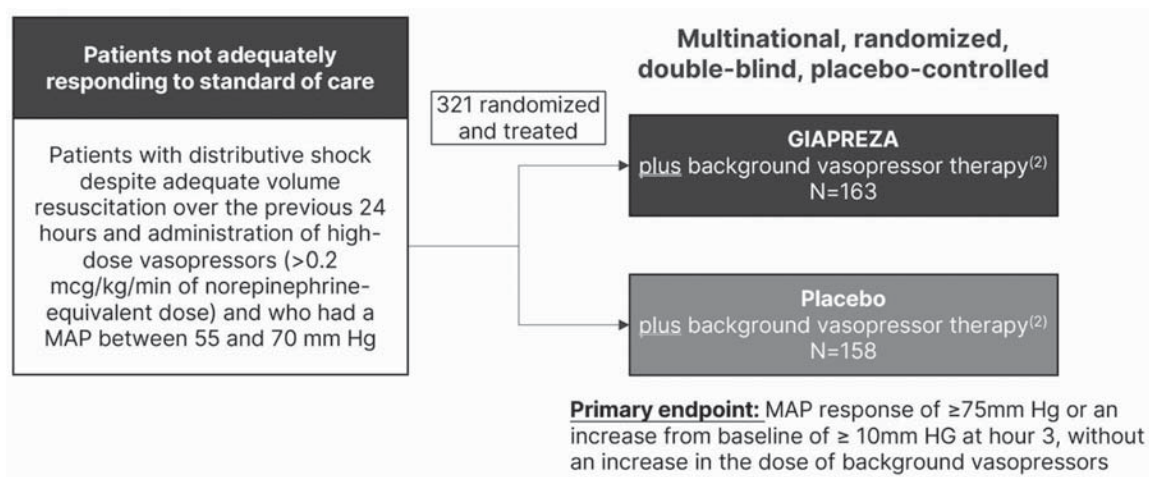 Patients not adequately
responding to standard of care
Patients with distributive shock
despite adequate volume
resuscitation over the previous 24
hours and administration of high-
dose vasopressors (>0.2
mcg/kg/min of norepinephrine-
equivalent dose) and who had a
MAP between 55 and 70 mm Hg
321 randomized
and treated
Multinational, randomized,
double-blind, placebo-controlled
GIAPREZA
plus background vasopressor therapy(2)
N=163
Placebo
plus background vasopressor therapy(2)
N=158
Primary endpoint: MAP response of ≥75mm Hg or an
increase from baseline of ≥ 10mm HG at hour 3, without
an increase in the dose of background vasopressors